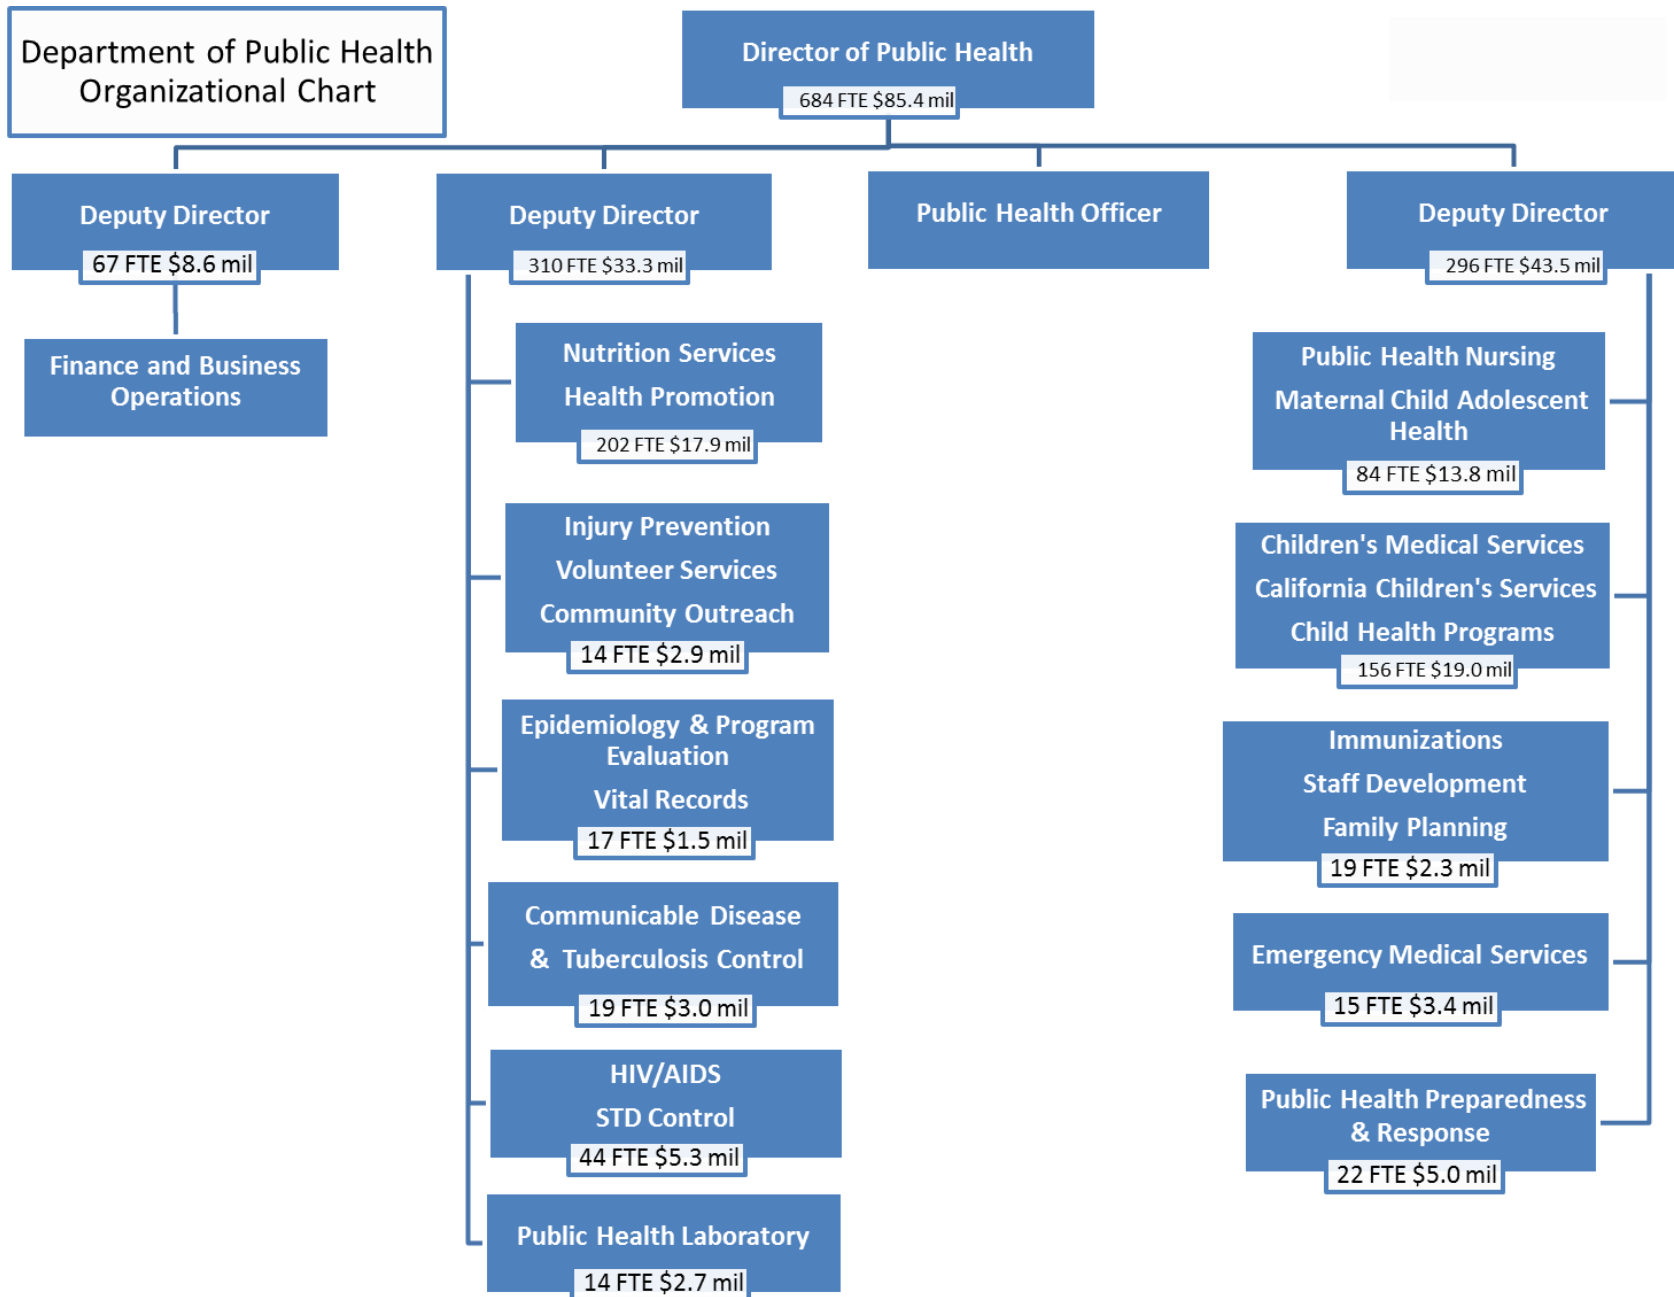 Department of Public Health
Organizational Chart
Director of Public Health
684 FTE $85.4 mil
Deputy Director
67 FTE $8.6 mil
Finance and Business
Operations
Deputy Director
310 FTE $33.3 mil
Nutrition Services
Health Promotion
202 FTE $17.9 mil
Injury Prevention
Volunteer Services
Community Outreach
14 FTE $2.9 mil
Epidemiology & Program
Evaluation
Vital Records
17 FTE $1.5 mil
Communicable Disease
& Tuberculosis Control
19 FTE $3.0 mil
HIV/AIDS
STD Control
44 FTE $5.3 mil
Public Health Laboratory
14 FTE $2.7 mil
Public Health Officer
Deputy Director
296 FTE $43.5 mil
Public Health Nursing
Maternal Child Adolescent
Health
84 FTE $13.8 mil
Children's Medical Services
California Children's Services
Child Health Programs
156 FTE $19.0 mil
Immunizations
Staff Development
Family Planning
19 FTE $2.3 mil
Emergency Medical Services
15 FTE $3.4 mil
Public Health Preparedness
& Response
22 FTE $5.0 mil